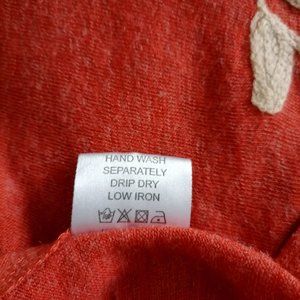 HAND WASH
SEPARATELY
DRIP DRY
LOW IRON